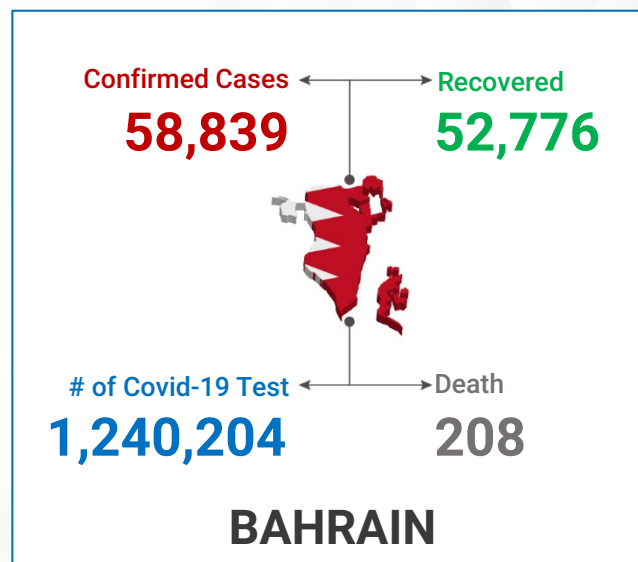 Confirmed Cases
58,839
Recovered
52,776
# of Covid-19 Test
1,240,204
Death
208
BAHRAIN